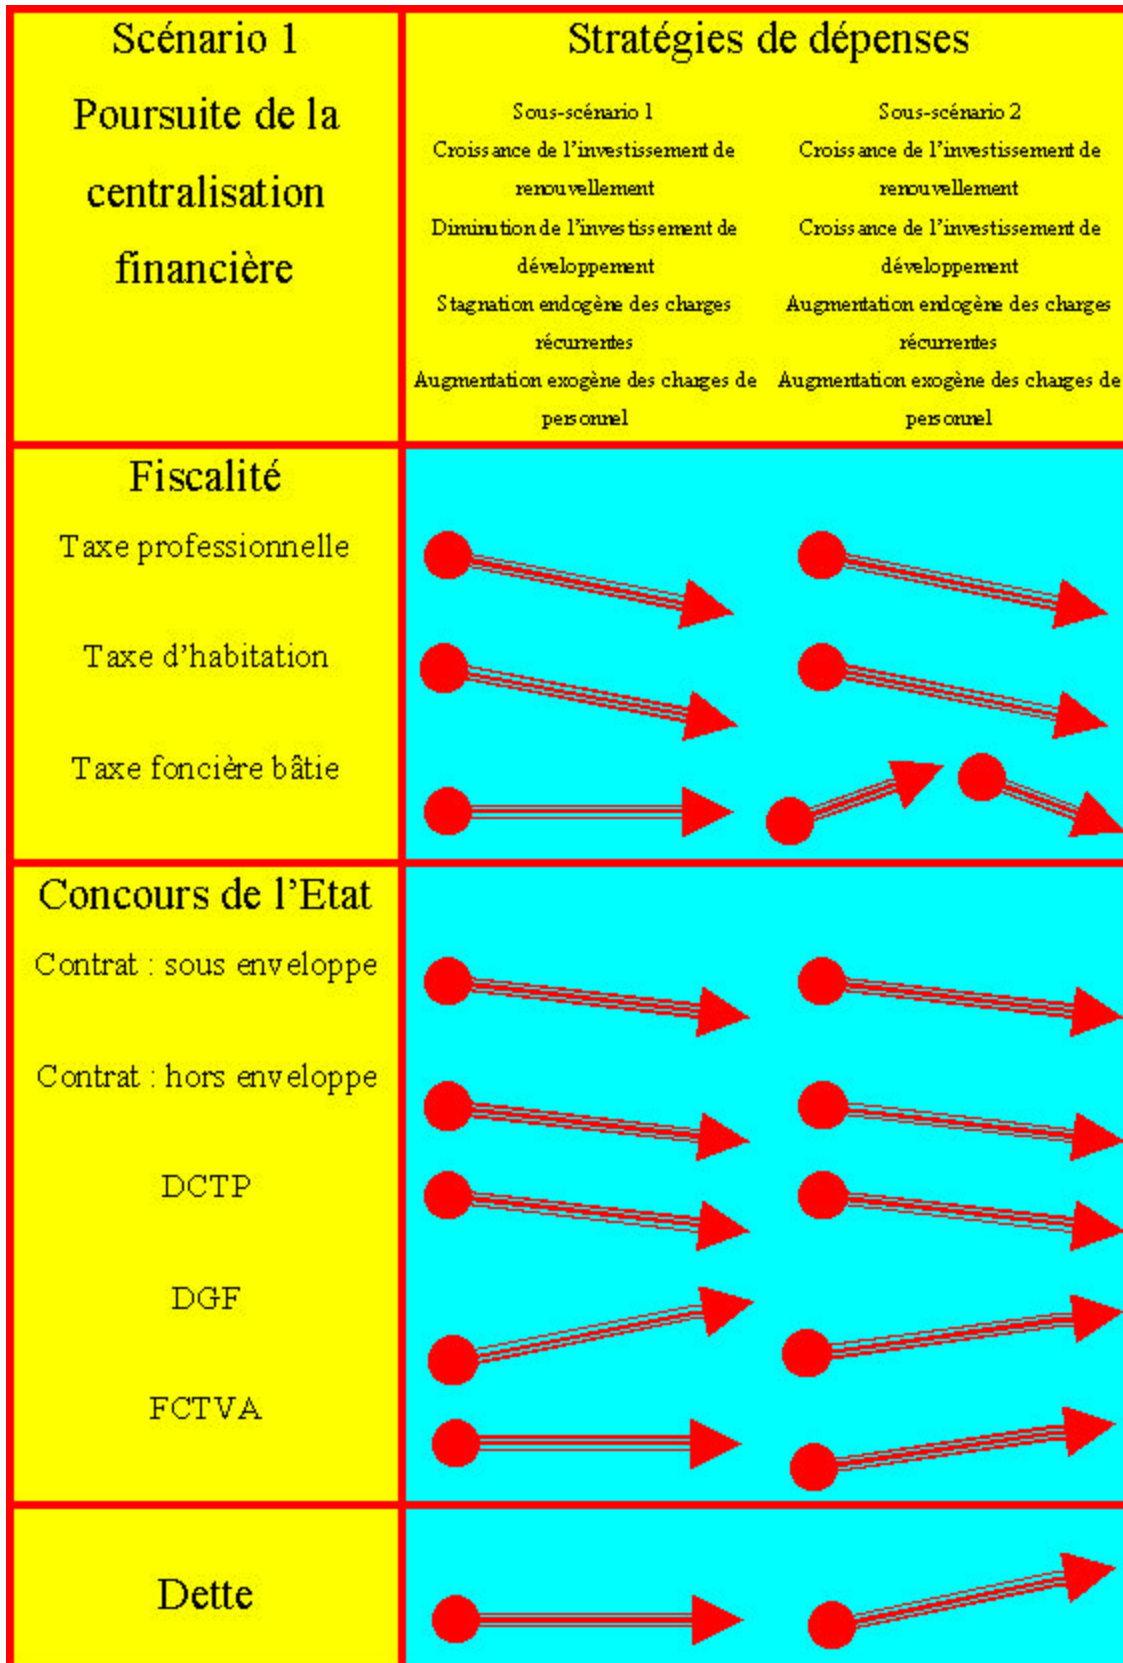 Scénario 1
Poursuite de la
centralisation
financière
Stratégies de dépenses
Sous-scénario 1
Croissance de l'investissement de
renouvellement
Diminution de l'investissement de
développement
Stagnation endogène des charges
récurrentes
Augmentation exogène des charges de
personnel
Sous-scénario 2
Croissance de l'investissement de
renouvellement
Croissance de l'investissement de
développement
Augmentation endogène des charges
récurrentes
Augmentation exogène des charges de
personnel
Fiscalité
Taxe professionnelle
Taxe d'habitation
Taxe foncière bâtie
Concours de l'Etat
Contrat : sous enveloppe
Contrat : hors enveloppe
DCTP
DGF
FCTVA
Dette